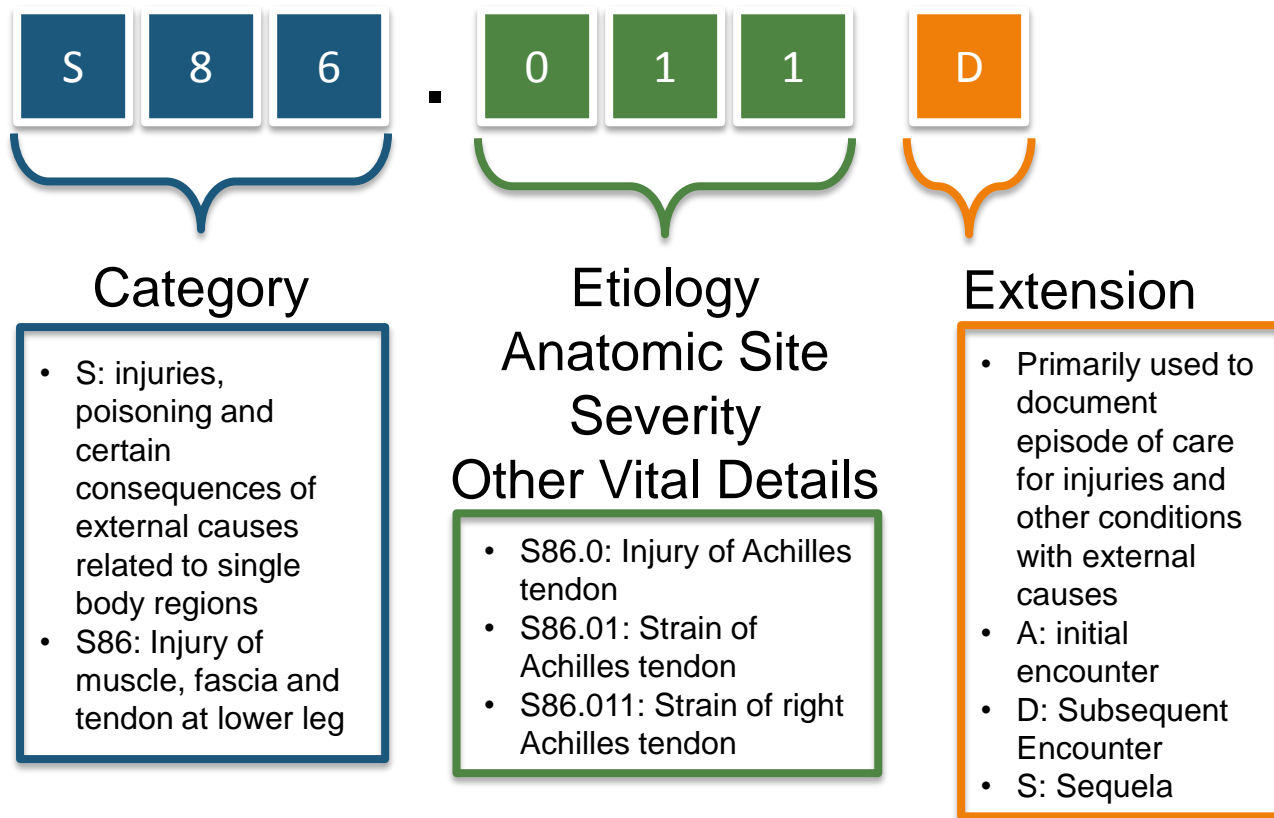 S 8 6 . 0 1 1 D
Category
• S: injuries,
poisoning and
certain
consequences of
external causes
related to single
body regions
• S86: Injury of
muscle, fascia and
tendon at lower leg
Etiology
Anatomic Site
Severity
Other Vital Details
• S86.0: Injury of Achilles
tendon
• S86.01: Strain of
Achilles tendon
• S86.011: Strain of right
Achilles tendon
Extension
• Primarily used to
document
episode of care
for injuries and
other conditions
with external
causes
• A: initial
encounter
• D: Subsequent
Encounter
• S: Sequela